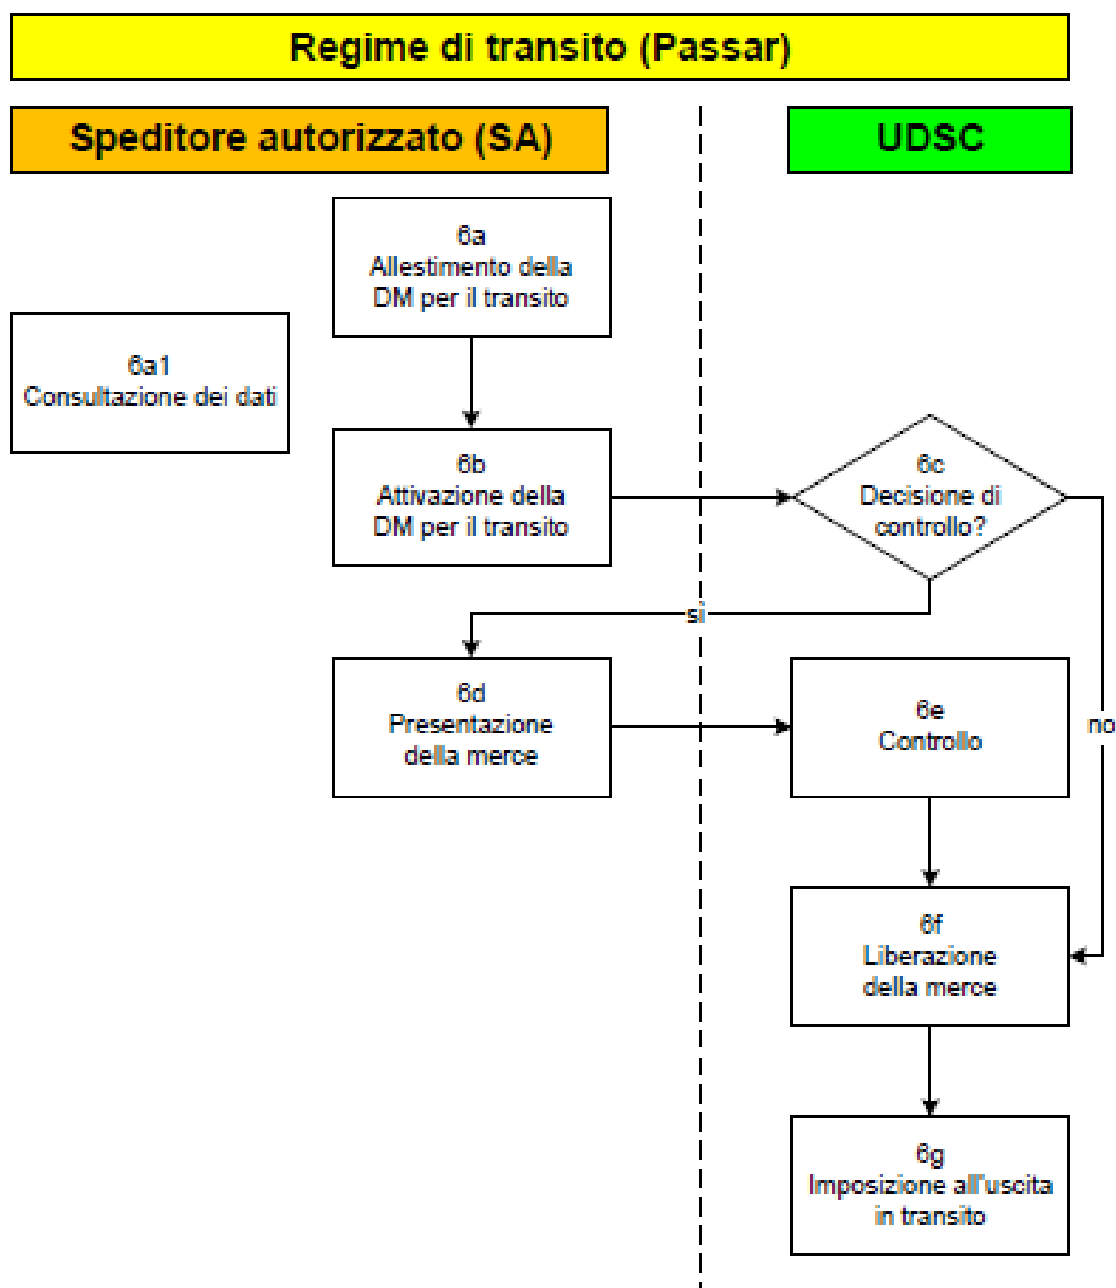 Regime di transito (Passar)
Speditore autorizzato (SA)
UDSC
6a
Allestimento della
DM per il transito
6a1
Consultazione dei dati
6b
Attivazione della
DM per il transito
6c
Decisione di
controllo?
sì
6d
Presentazione
della merce
6e
Controllo
no
6f
Liberazione
della merce
6g
Imposizione all'uscita
in transito